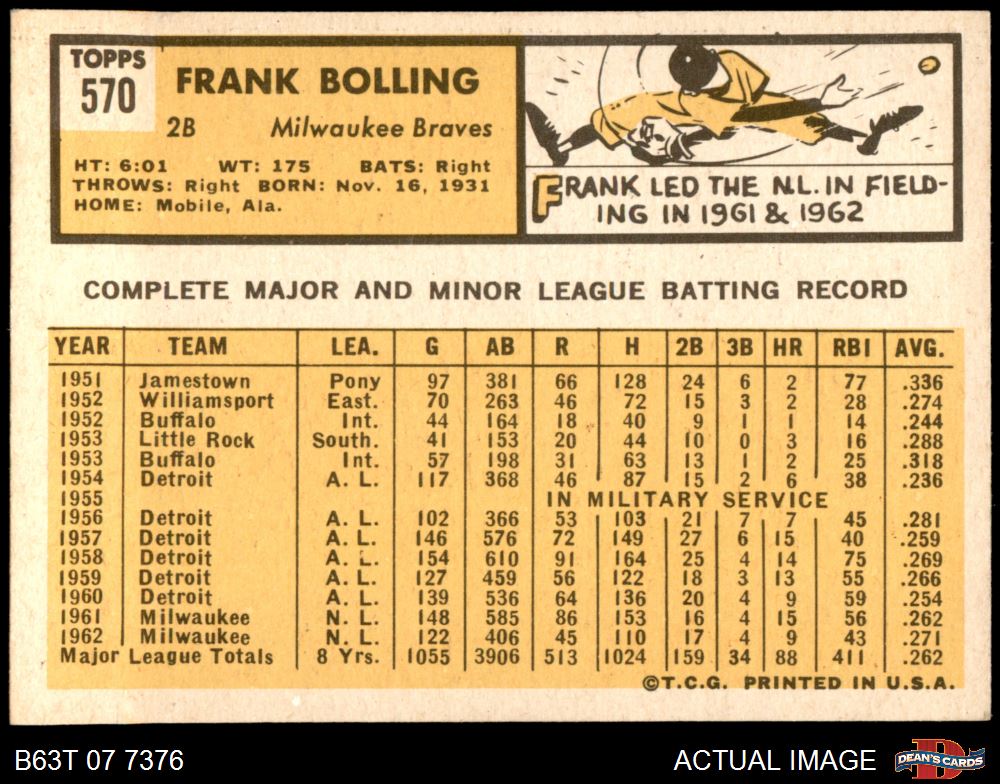 TOPPS
570
FRANK BOLLING
2B Milwaukee Braves
HT: 6:01 WT: 175 BATS: Right
THROWS: Right BORN: Nov. 16, 1931
HOME: Mobile, Ala.
FRANK LED THE N.L. IN FIELD-
ING IN 1961 & 1962
COMPLETE MAJOR AND MINOR LEAGUE BATTING RECORD
YEAR TEAM LEA. G AB R H 2B 3B HR RBI AVG.
1951 Jamestown Pony 97 381 66 128 24 6 2 77 .336
1952 Williamsport East. 70 263 46 72 15 3 2 28 .274
1952 Buffalo Int. 44 164 18 40 9 1 1 14 .244
1953 Little Rock South. 41 153 20 44 10 0 3 16 .288
1953 Buffalo Int. 57 198 31 63 13 1 2 25 .318
1954 Detroit A. L. 117 368 46 87 15 2 6 38 .236
1955 IN MILITARY SERVICE
1956 Detroit A. L. 102 366 53 103 21 7 7 45 .281
1957 Detroit A. L. 146 576 72 149 27 6 15 40 .259
1958 Detroit A. L. 154 610 91 164 25 4 14 75 .269
1959 Detroit A. L. 127 459 56 122 18 3 13 55 .266
1960 Detroit A. L. 139 536 64 136 20 4 9 59 .254
1961 Milwaukee N. L. 148 585 86 153 16 4 15 56 .262
1962 Milwaukee N. L. 122 406 45 110 17 4 9 43 .271
Major League Totals 8 Yrs. 1055 3906 513 1024 159 34 88 411 .262
©T.C.G. PRINTED IN U.S.A.
B63T 07 7376 ACTUAL IMAGE DEAN'S CARDS